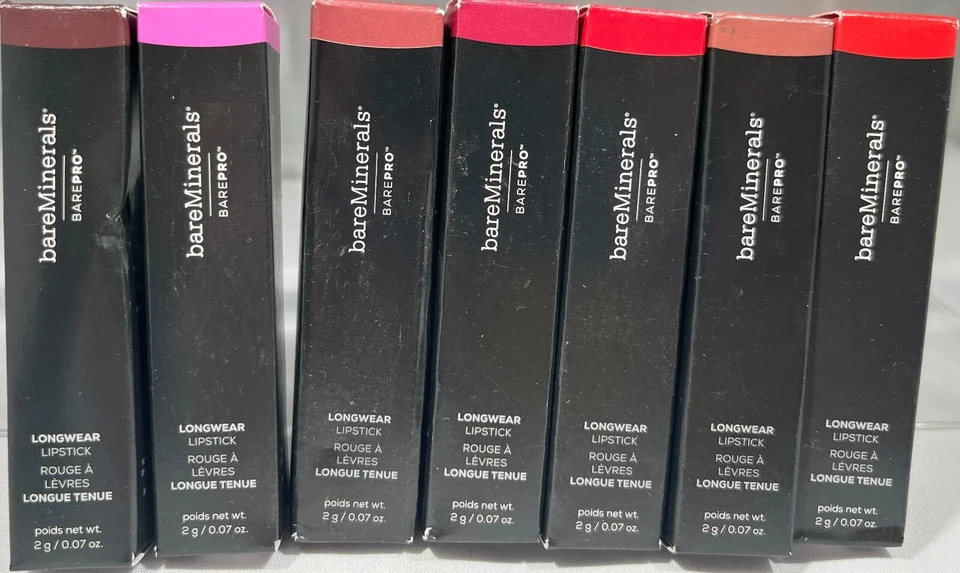 bareMinerals®
BAREPRO™
LONGWEAR
LIPSTICK
ROUGE À
LÈVRES
LONGUE TENUE
poids net wt.
2 g / 0.07 oz.
bareMinerals®
BAREPRO™
LONGWEAR
LIPSTICK
ROUGE À
LÈVRES
LONGUE TENUE
poids net wt.
2 g / 0.07 oz.
bareMinerals®
BAREPRO™
LONGWEAR
LIPSTICK
ROUGE À
LÈVRES
LONGUE TENUE
poids net wt.
2 g / 0.07 oz.
bareMinerals®
BAREPRO™
LONGWEAR
LIPSTICK
ROUGE À
LÈVRES
LONGUE TENUE
poids net wt.
2 g / 0.07 oz.
bareMinerals®
BAREPRO™
LONGWEAR
LIPSTICK
ROUGE À
LÈVRES
LONGUE TENUE
poids net wt.
2 g / 0.07 oz.
bareMinerals®
BAREPRO™
LONGWEAR
LIPSTICK
ROUGE À
LÈVRES
LONGUE TENUE
poids net wt.
2 g / 0.07 oz.
bareMinerals®
BAREPRO™
LONGWEAR
LIPSTICK
ROUGE À
LÈVRES
LONGUE TENUE
poids net wt.
2 g / 0.07 oz.